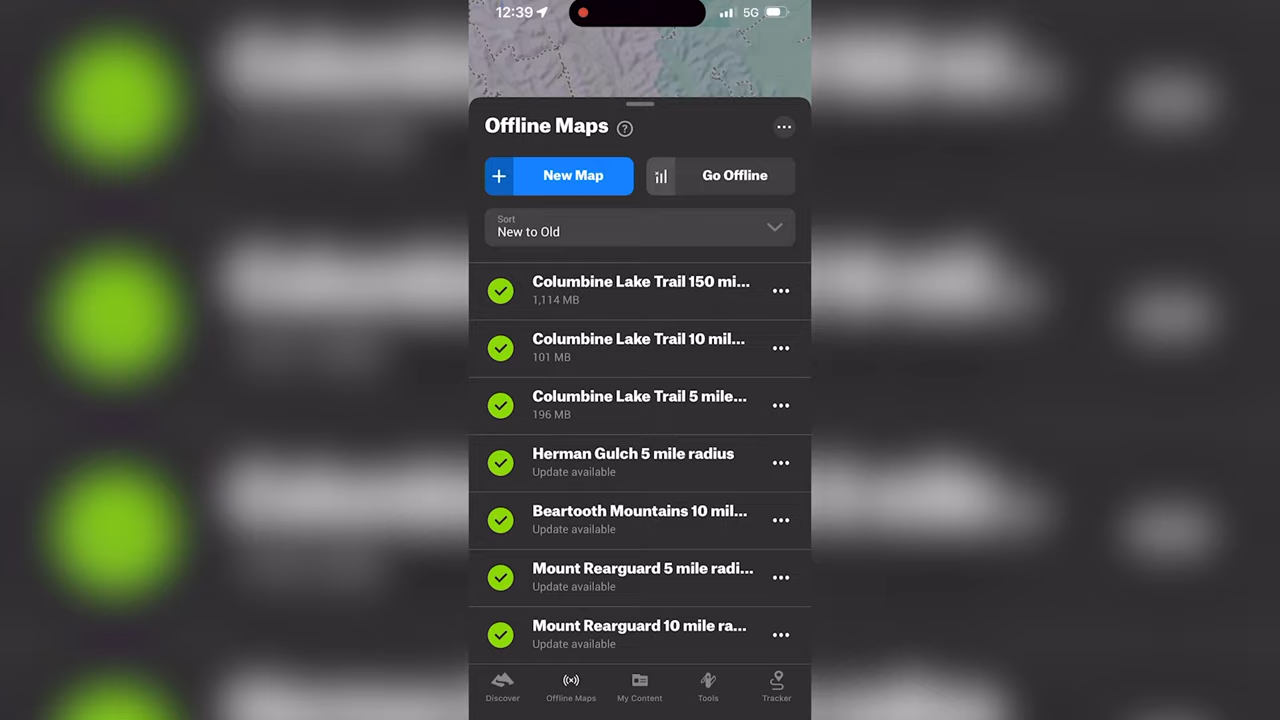 12:39
5G
Offline Maps ?
New Map
Go Offline
Sort
New to Old
Columbine Lake Trail 150 mi...
1,114 MB
Columbine Lake Trail 10 mil...
101 MB
Columbine Lake Trail 5 mile...
196 MB
Herman Gulch 5 mile radius
Update available
Beartooth Mountains 10 mil...
Update available
Mount Rearguard 5 mile radi...
Update available
Mount Rearguard 10 mile ra...
Update available
Discover
Offline Maps
My Content
Tools
Tracker